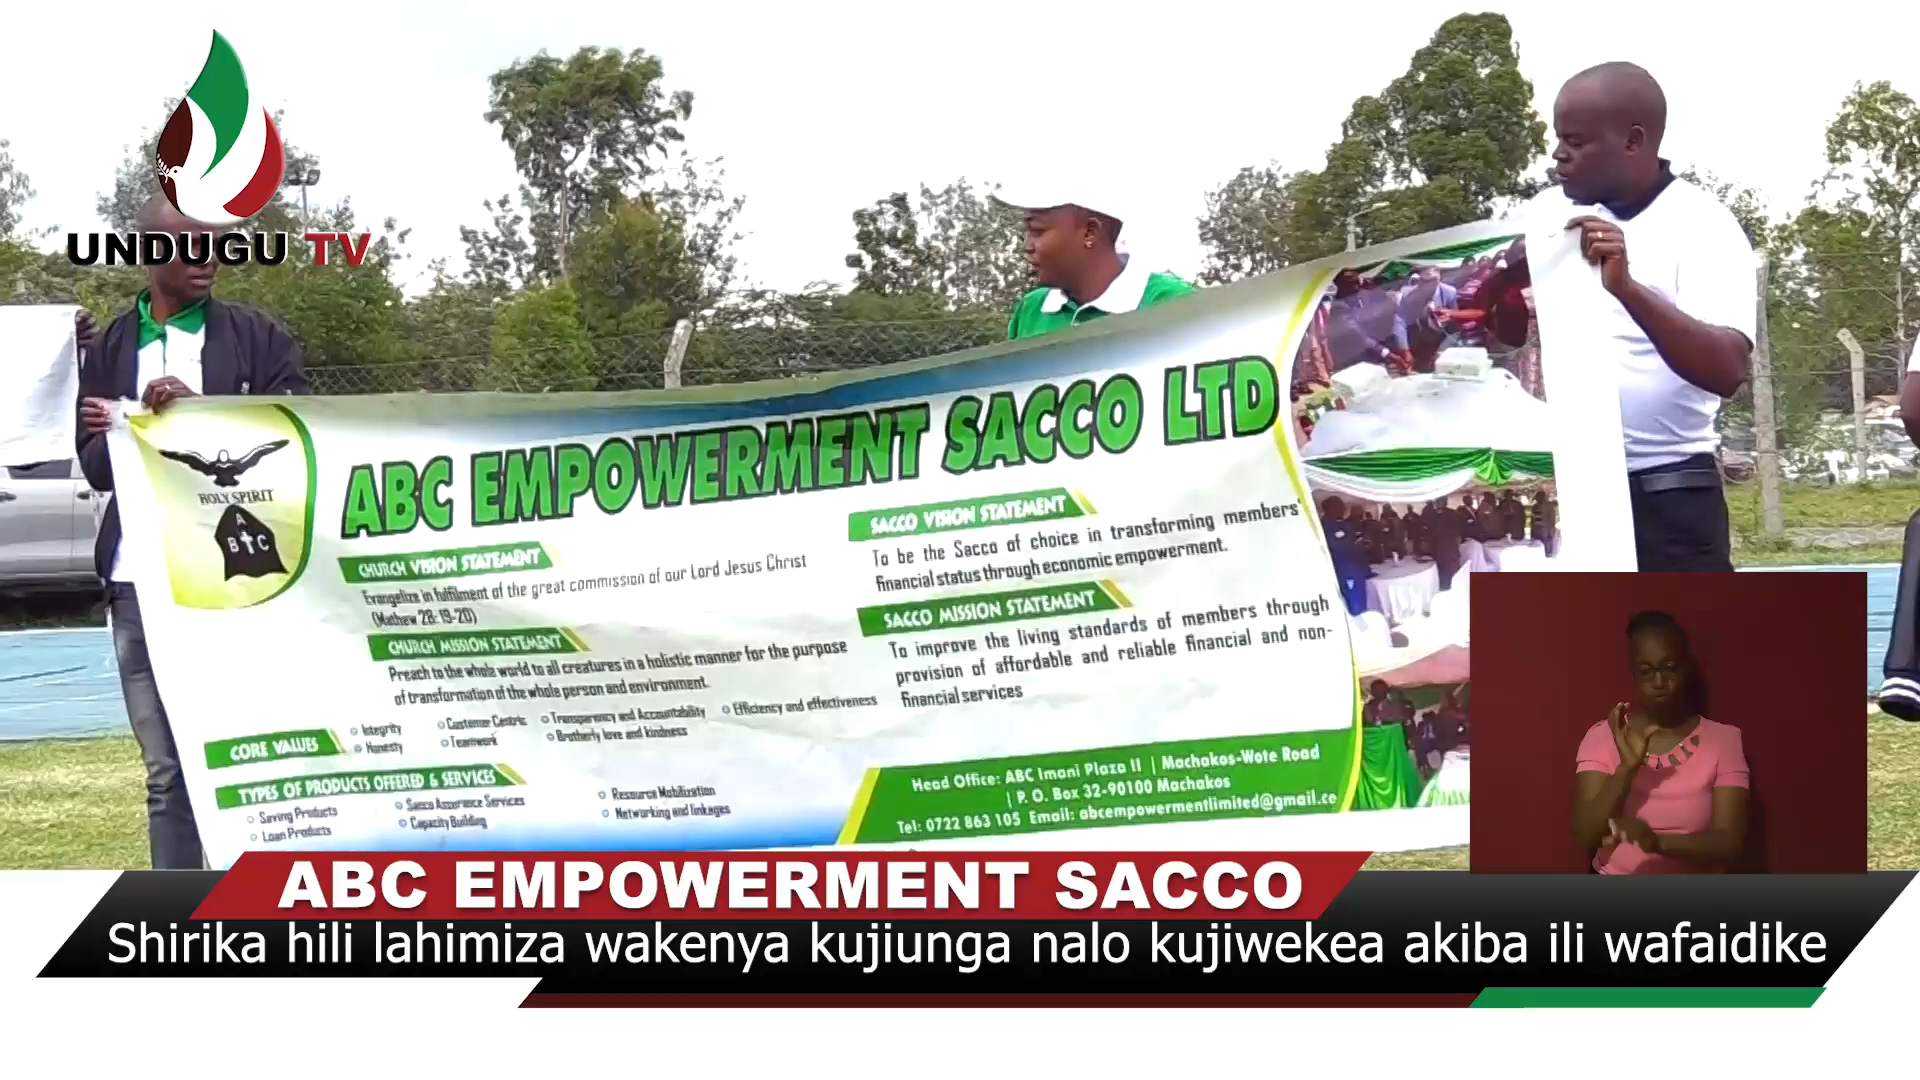 UNDUGU TV
HOLY SPIRIT
A
B C
ABC EMPOWERMENT SACCO LTD
CHURCH VISION STATEMENT
Evangelize in fulfilment of the great commission of our Lord Jesus Christ
(Mathew 28:19-20)
CHURCH MISSION STATEMENT
Preach to the whole world to all creatures in a holistic manner for the purpose
of transformation of the whole person and environment.
SACCO VISION STATEMENT
To be the Sacco of choice in transforming members'
financial status through economic empowerment.
SACCO MISSION STATEMENT
To improve the living standards of members through
provision of affordable and reliable financial and non-
financial services
CORE VALUES
Integrity
Honesty
Customer Centric
Teamwork
Transparency and Accountability
Brotherly love and kindness
Efficiency and effectiveness
TYPES OF PRODUCTS OFFERED & SERVICES
Saving Products
Loan Products
Sacco Assurance Services
Capacity Building
Resource Mobilization
Networking and linkages
Head Office: ABC Imani Plaza II | Machakos-Wote Road
| P. O. Box 32-90100 Machakos
Tel: 0722 863 105 Email: abcempowermentlimited@gmail.co
ABC EMPOWERMENT SACCO
Shirika hili lahimiza wakenya kujiunga nalo kujiwekea akiba ili wafaidike